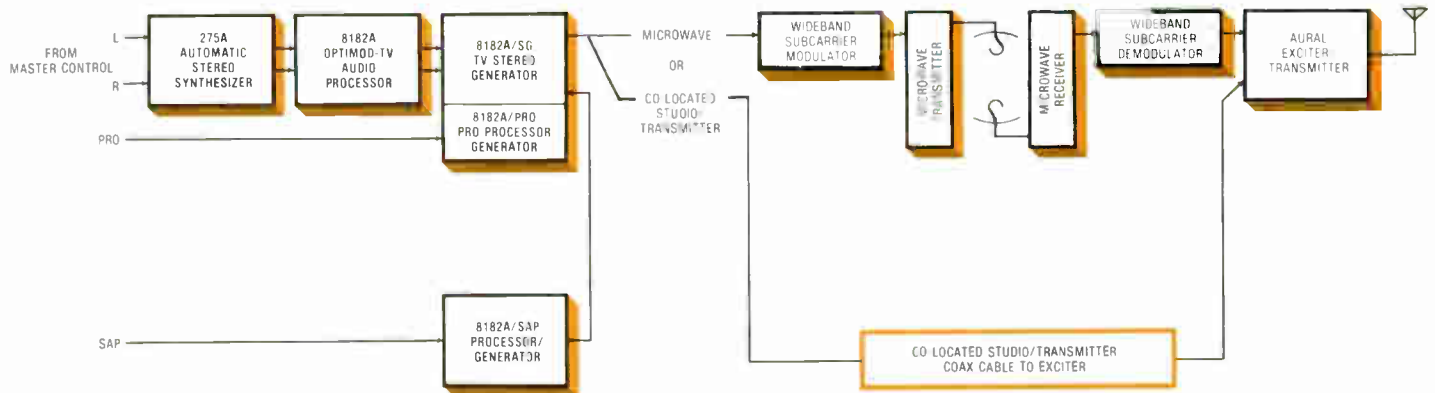 L
FROM
MASTER CONTROL
R
275A
AUTOMATIC
STEREO
SYNTHESIZER
8182A
OPTIMOD-TV
AUDIO
PROCESSOR
8182A/SG
TV STEREO
GENERATOR
8182A/PRO
PRO PROCESSOR
GENERATOR
PRO
MICROWAVE
OR
CO LOCATED
STUDIO/
TRANSMITTER
WIDEBAND
SUBCARRIER
MODULATOR
MICROWAVE
TRANSMITTER
MICROWAVE
RECEIVER
WIDEBAND
SUBCARRIER
DEMODULATOR
AURAL
EXCITER
TRANSMITTER
SAP
8182A/SAP
PROCESSOR/
GENERATOR
CO LOCATED STUDIO/TRANSMITTER
COAX CABLE TO EXCITER